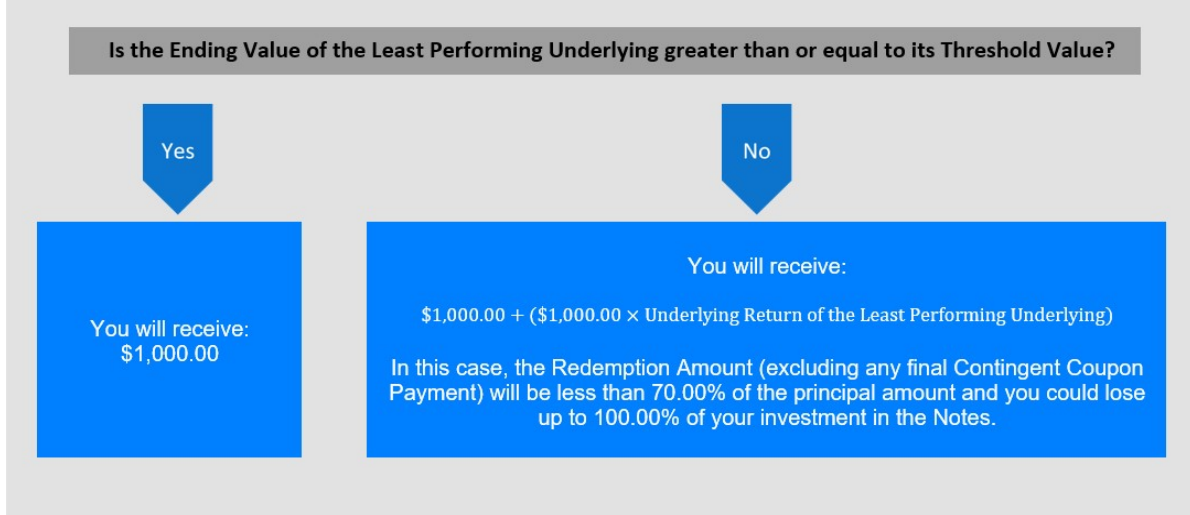 Is the Ending Value of the Least Performing Underlying greater than or equal to its Threshold Value?
Yes
No
You will receive:
$1,000.00
You will receive:
$1,000.00 + ($1,000.00 × Underlying Return of the Least Performing Underlying)
In this case, the Redemption Amount (excluding any final Contingent Coupon
Payment) will be less than 70.00% of the principal amount and you could lose
up to 100.00% of your investment in the Notes.